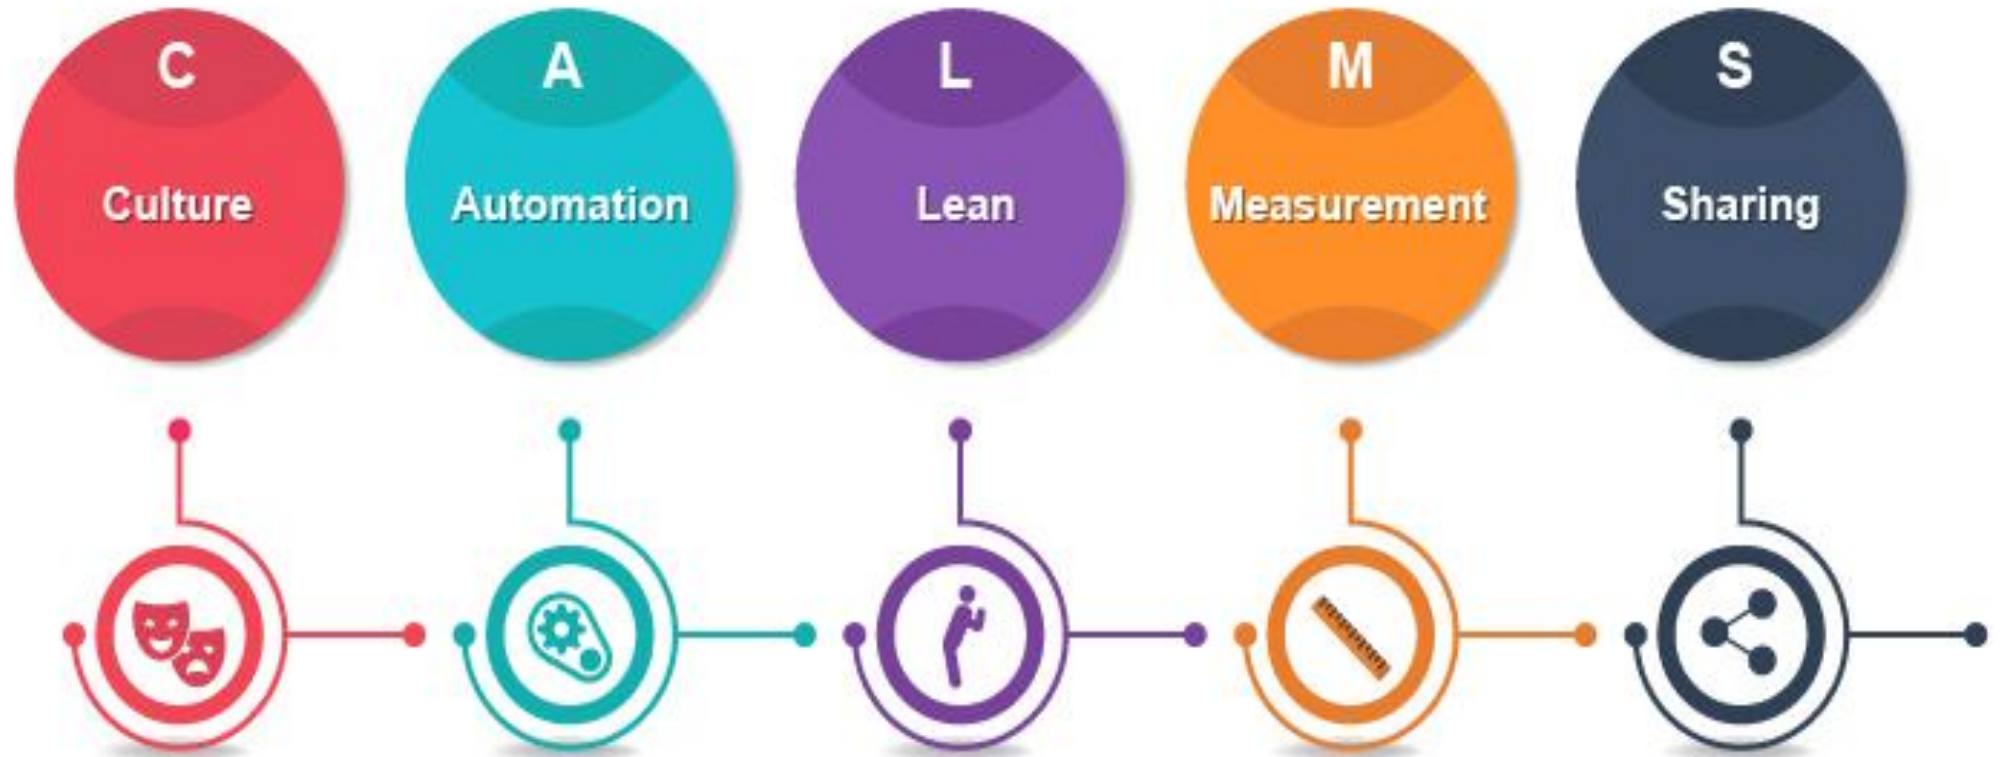 C
A
L
M
S
Culture
Automation
Lean
Measurement
Sharing